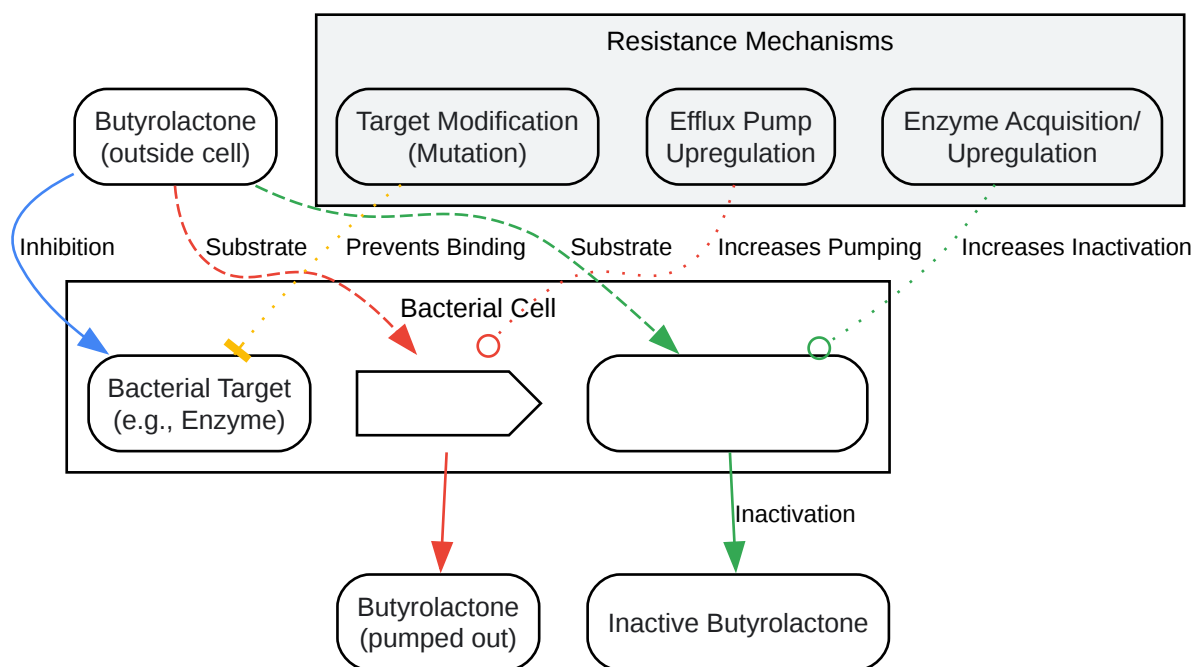 Resistance Mechanisms
Butyrolactone
(outside cell)
Target Modification
(Mutation)
Efflux Pump
Upregulation
Enzyme Acquisition/
Upregulation
Inhibition
Substrate
Prevents Binding
Substrate
Increases Pumping
Increases Inactivation
Bacterial Cell
Bacterial Target
(e.g., Enzyme)
Inactivation
Butyrolactone
(pumped out)
Inactive Butyrolactone